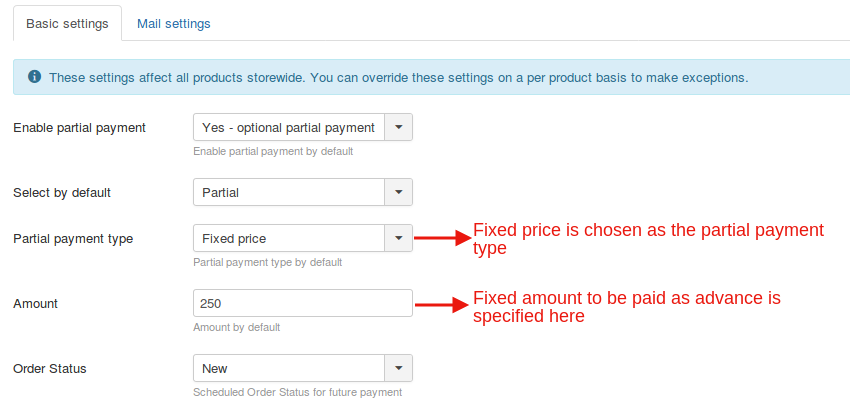 Basic settings
Mail settings
These settings affect all products storewide. You can override these settings on a per product basis to make exceptions.
Enable partial payment
Yes - optional partial payment
Enable partial payment by default
Select by default
Partial
Partial payment type
Fixed price
Fixed price is chosen as the partial payment
type
Partial payment type by default
Amount
250
Fixed amount to be paid as advance is
specified here
Amount by default
Order Status
New
Scheduled Order Status for future payment